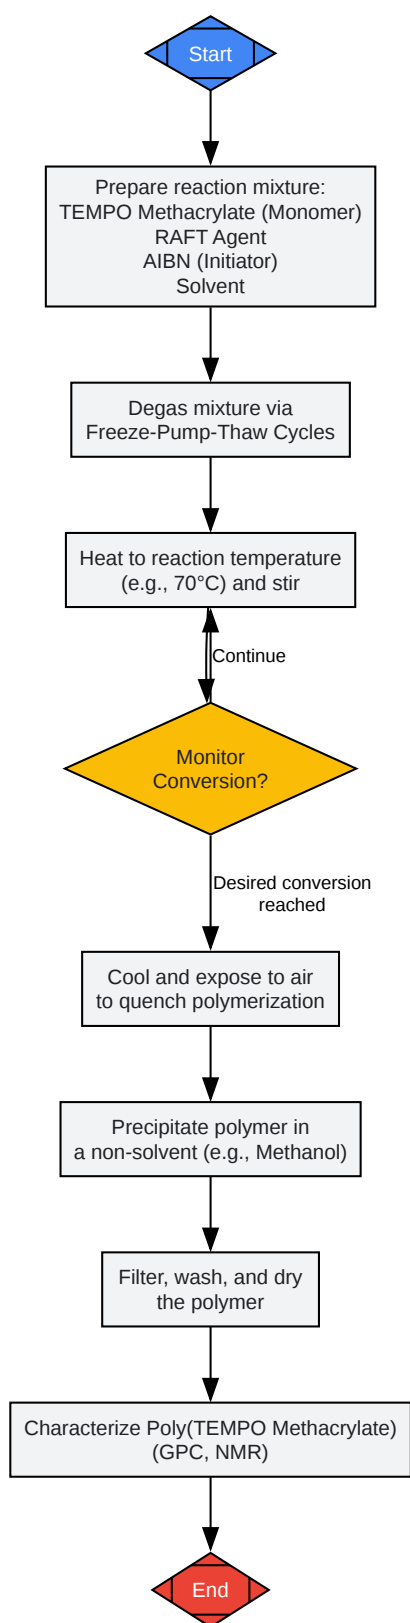 Start
Prepare reaction mixture:
TEMPO Methacrylate (Monomer)
RAFT Agent
AIBN (Initiator)
Solvent
Degas mixture via
Freeze-Pump-Thaw Cycles
Heat to reaction temperature
(e.g., 70°C) and stir
Continue
Monitor
Conversion?
Desired conversion
reached
Cool and expose to air
to quench polymerization
Precipitate polymer in
a non-solvent (e.g., Methanol)
Filter, wash, and dry
the polymer
Characterize Poly(TEMPO Methacrylate)
(GPC, NMR)
End